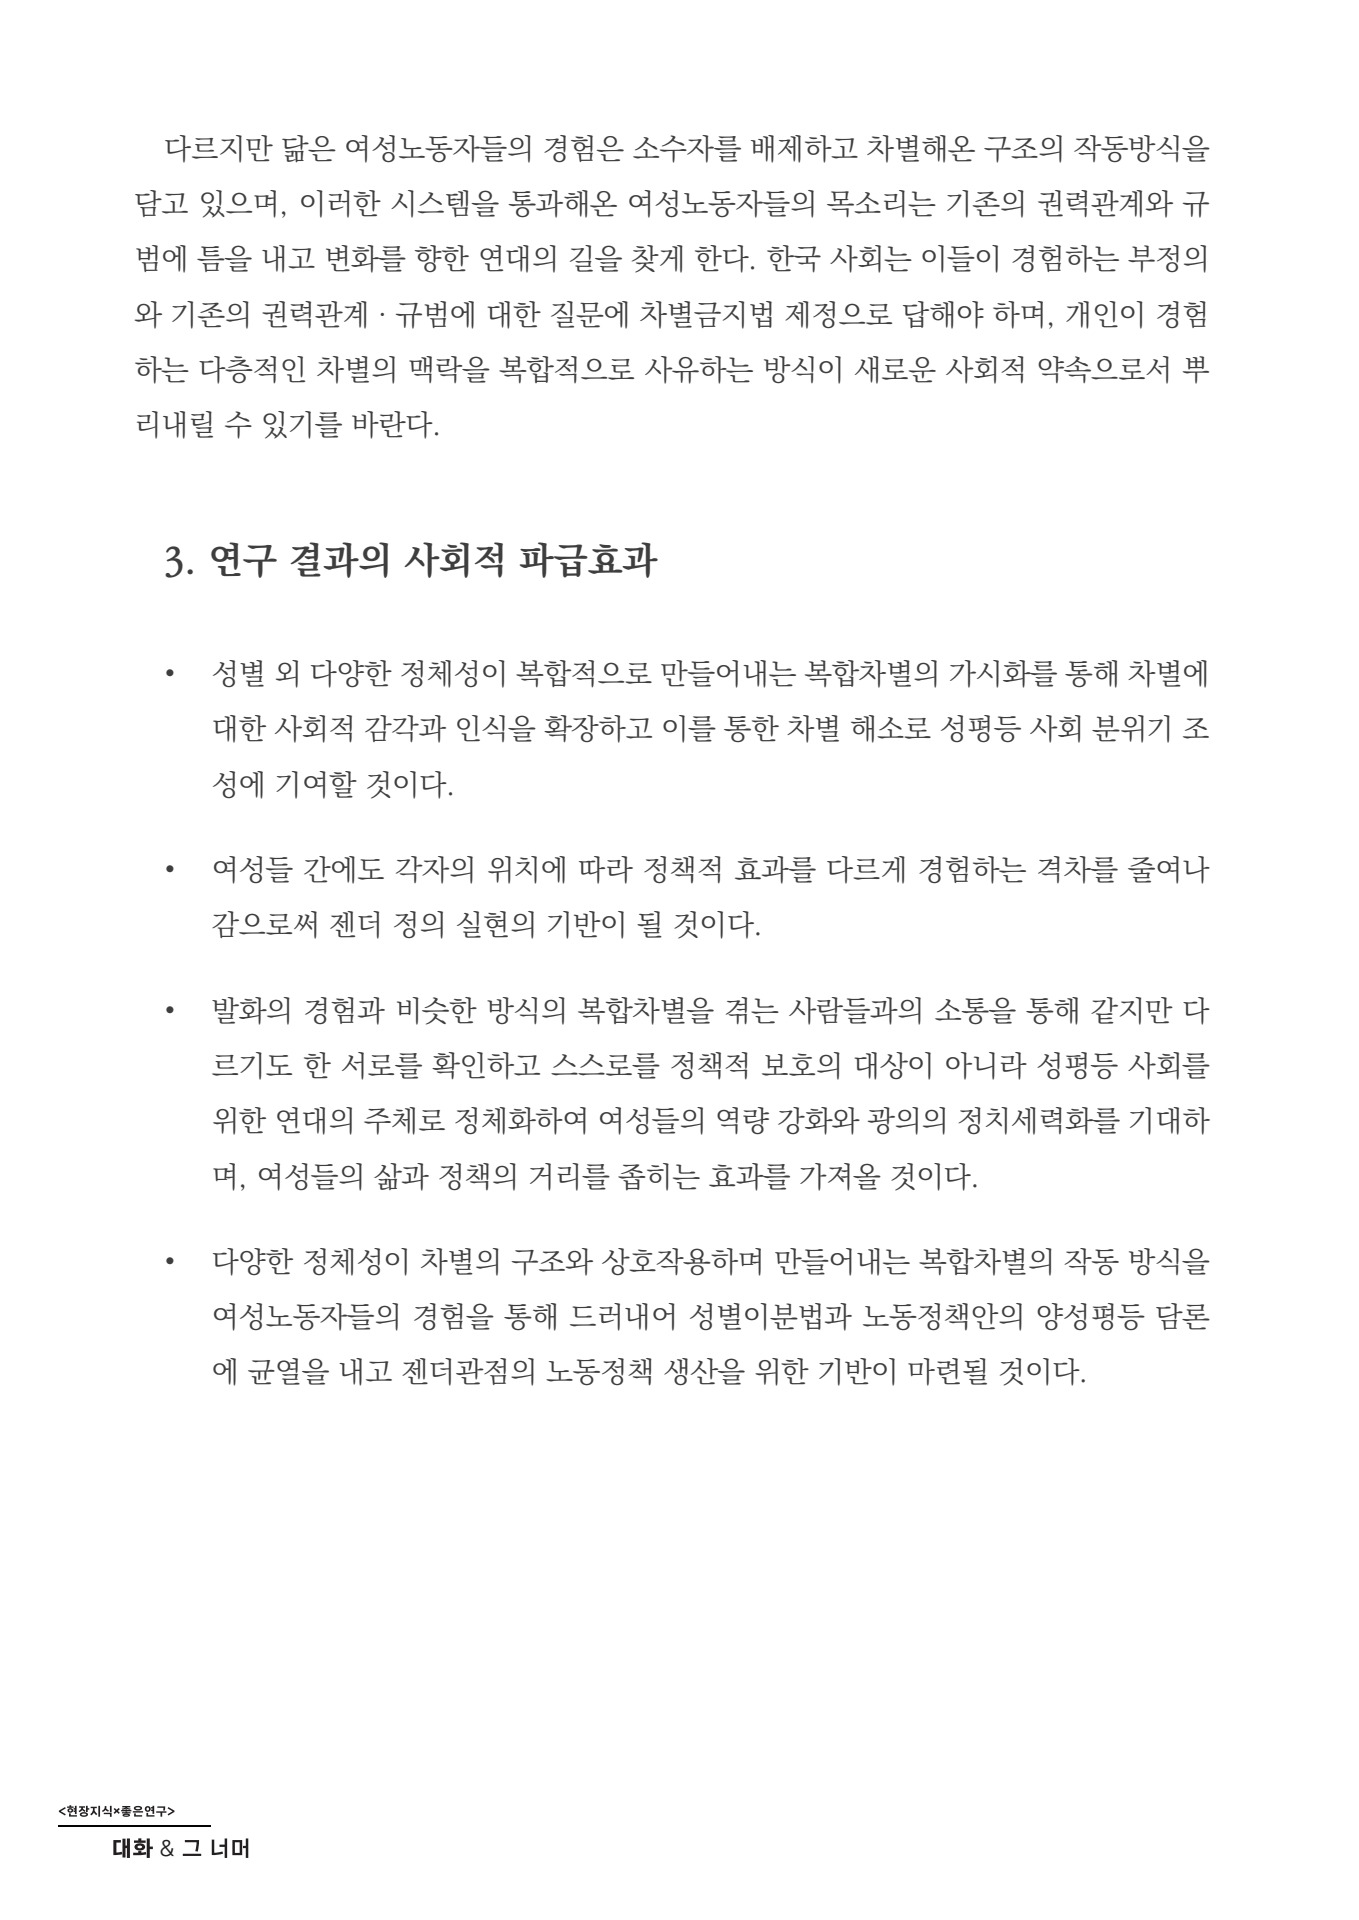 다르지만 닮은 여성노동자들의 경험은 소수자를 배제하고 차별해온 구조의 작동방식을
담고 있으며, 이러한 시스템을 통과해온 여성노동자들의 목소리는 기존의 권력관계와 규
범에 틈을 내고 변화를 향한 연대의 길을 찾게 한다. 한국 사회는 이들이 경험하는 부정의
와 기존의 권력관계 · 규범에 대한 질문에 차별금지법 제정으로 답해야 하며, 개인이 경험
하는 다층적인 차별의 맥락을 복합적으로 사유하는 방식이 새로운 사회적 약속으로서 뿌
리내릴 수 있기를 바란다.
3. 연구 결과의 사회적 파급효과
• 성별 외 다양한 정체성이 복합적으로 만들어내는 복합차별의 가시화를 통해 차별에
대한 사회적 감각과 인식을 확장하고 이를 통한 차별 해소로 성평등 사회 분위기 조
성에 기여할 것이다.
• 여성들 간에도 각자의 위치에 따라 정책적 효과를 다르게 경험하는 격차를 줄여나
감으로써 젠더 정의 실현의 기반이 될 것이다.
• 발화의 경험과 비슷한 방식의 복합차별을 겪는 사람들과의 소통을 통해 같지만 다
르기도 한 서로를 확인하고 스스로를 정책적 보호의 대상이 아니라 성평등 사회를
위한 연대의 주체로 정체화하여 여성들의 역량 강화와 광의의 정치세력화를 기대하
며, 여성들의 삶과 정책의 거리를 좁히는 효과를 가져올 것이다.
• 다양한 정체성이 차별의 구조와 상호작용하며 만들어내는 복합차별의 작동 방식을
여성노동자들의 경험을 통해 드러내어 성별이분법과 노동정책안의 양성평등 담론
에 균열을 내고 젠더관점의 노동정책 생산을 위한 기반이 마련될 것이다.
<현장지식×좋은연구>
대화 & 그 너머